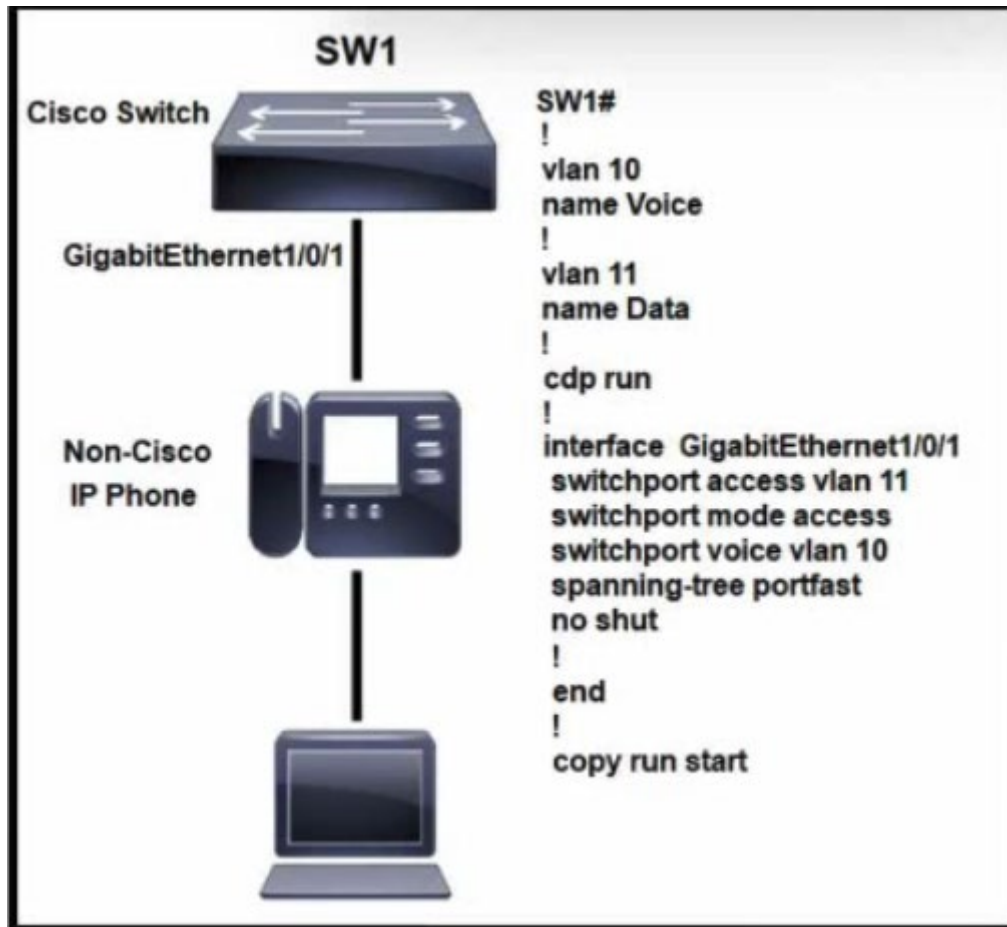 SW1
Cisco Switch
GigabitEthernet1/0/1
Non-Cisco
IP Phone
SW1#
!
vlan 10
name Voice
!
vlan 11
name Data
!
cdp run
!
interface GigabitEthernet1/0/1
switchport access vlan 11
switchport mode access
switchport voice vlan 10
spanning-tree portfast
no shut
!
end
!
copy run start